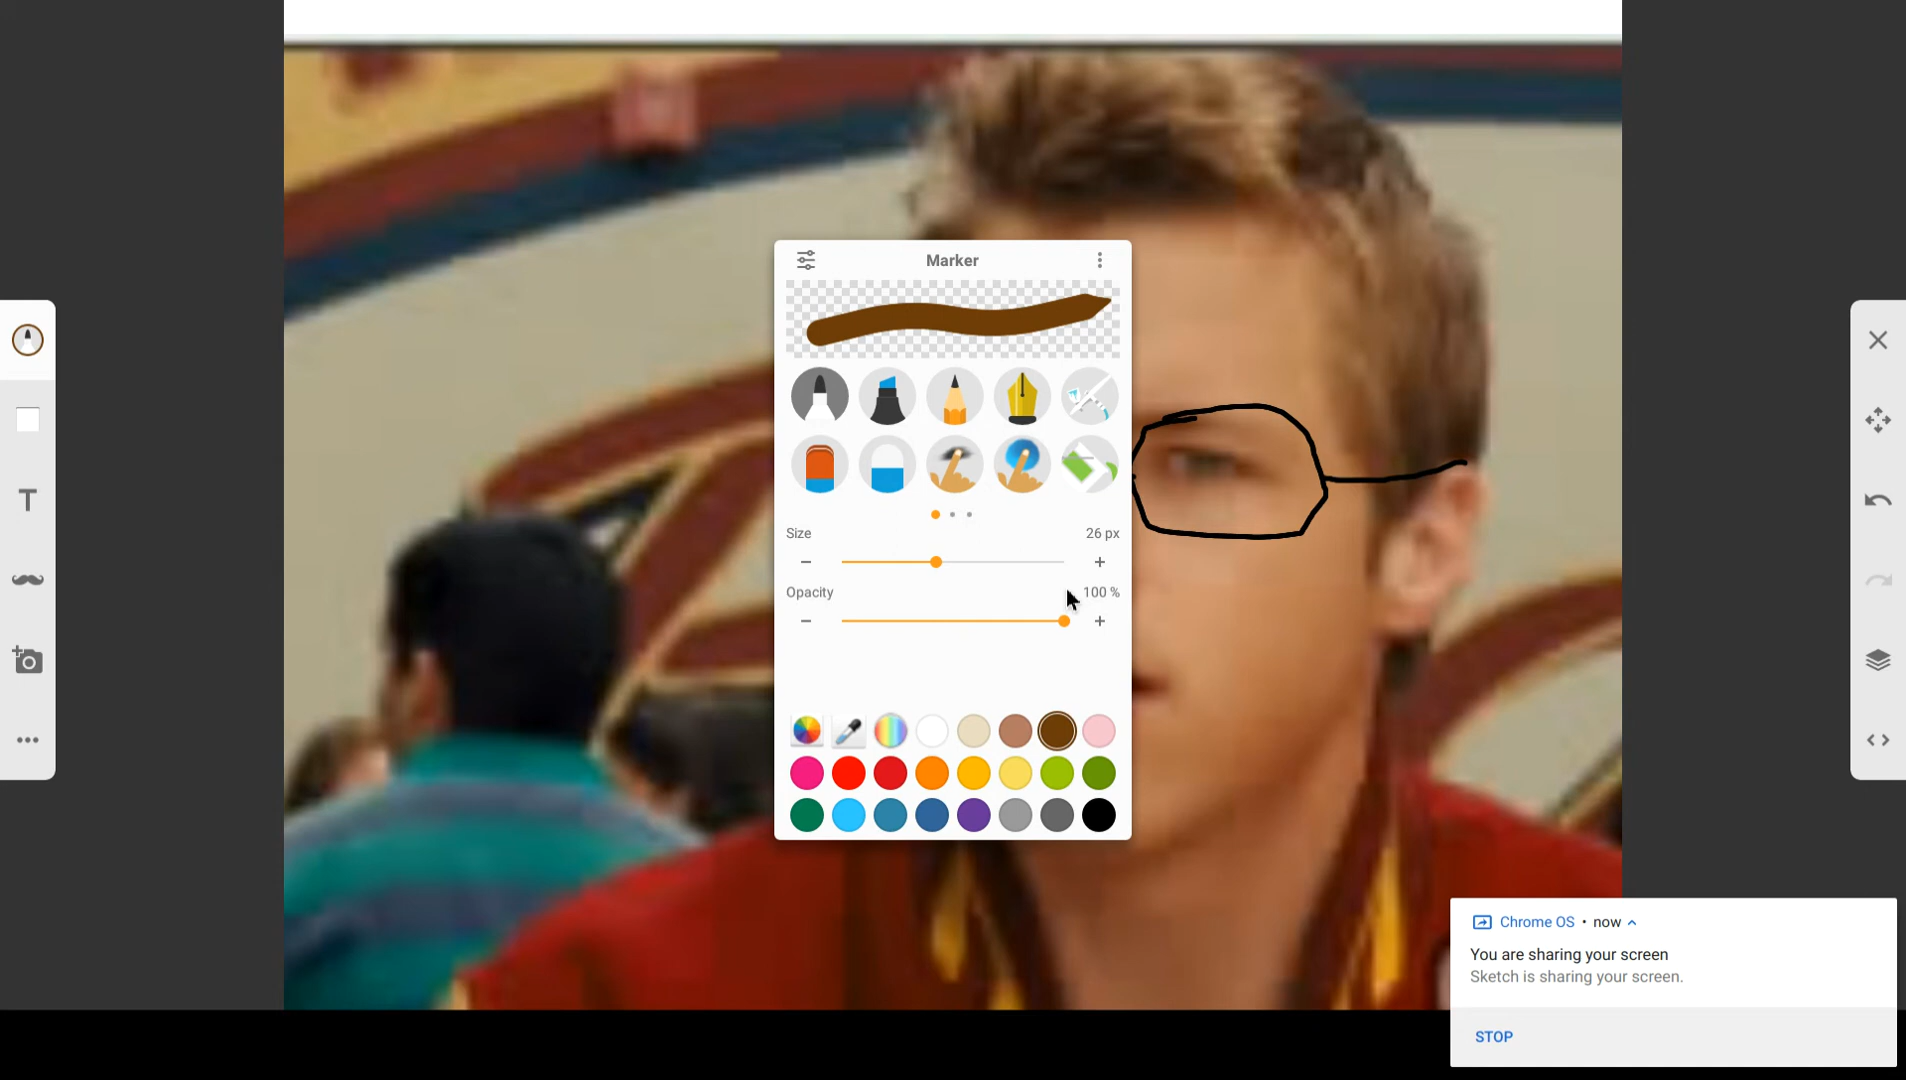 Marker
T
Size
26 px
Opacity
100 %
Chrome OS • now
You are sharing your screen
Sketch is sharing your screen.
STOP